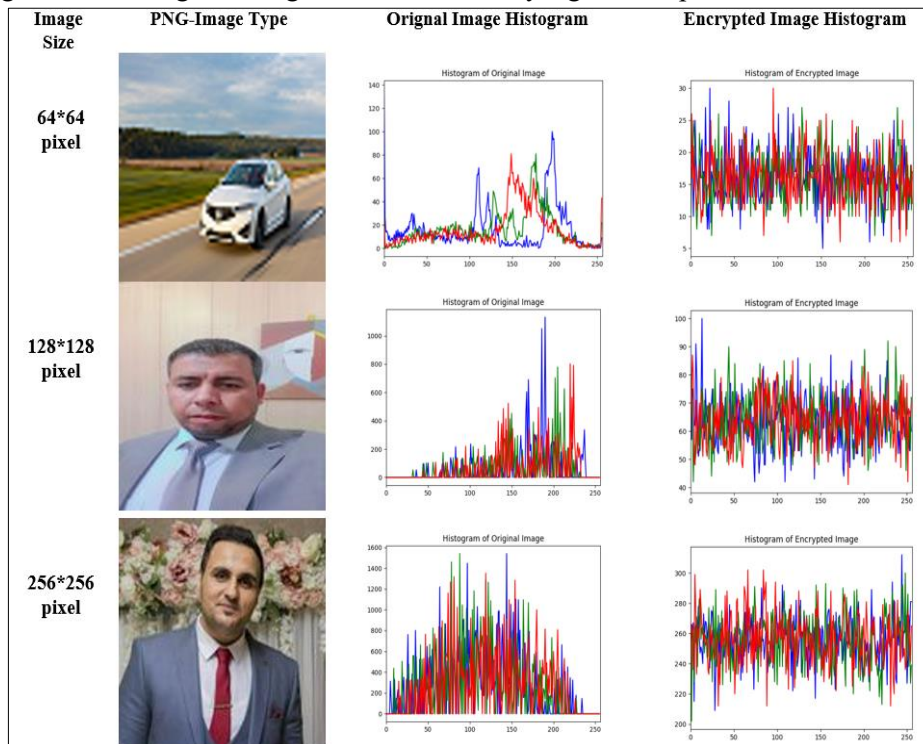 Image Size PNG-Image Type Orignal Image Histogram Encrypted Image Histogram
64*64 pixel
Histogram of Original Image
140
120
100
80
60
40
20
0
0 50 100 150 200 250
Histogram of Encrypted Image
30
25
20
15
10
5
0 50 100 150 200 250
128*128 pixel
Histogram of Original Image
1000
800
600
400
200
0
0 50 100 150 200 250
Histogram of Encrypted Image
100
90
80
70
60
50
40
0 50 100 150 200 250
256*256 pixel
Histogram of Original Image
1600
1400
1200
1000
800
600
400
200
0
0 50 100 150 200 250
Histogram of Encrypted Image
300
280
260
240
220
200
0 50 100 150 200 250